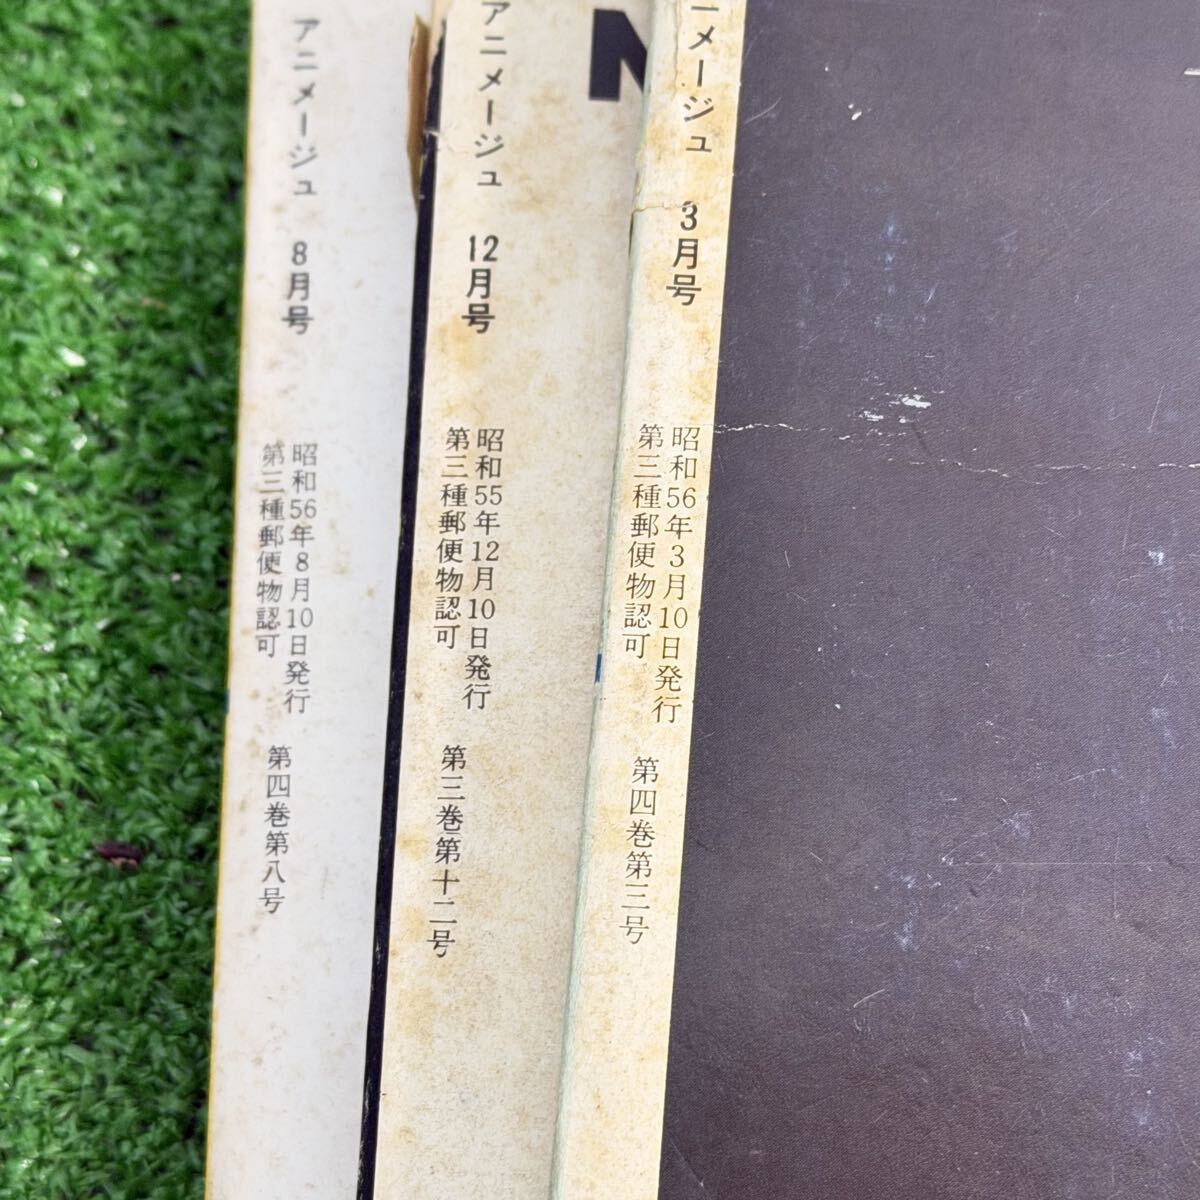 アニメージュ 8月号
昭和56年8月10日発行
第三種郵便物認可
第四巻第八号
アニメージュ 12月号
昭和55年12月10日発行
第三種郵便物認可
第三巻第十二号
ーメージュ 3月号
昭和56年3月10日発行
第三種郵便物認可
第四巻第三号